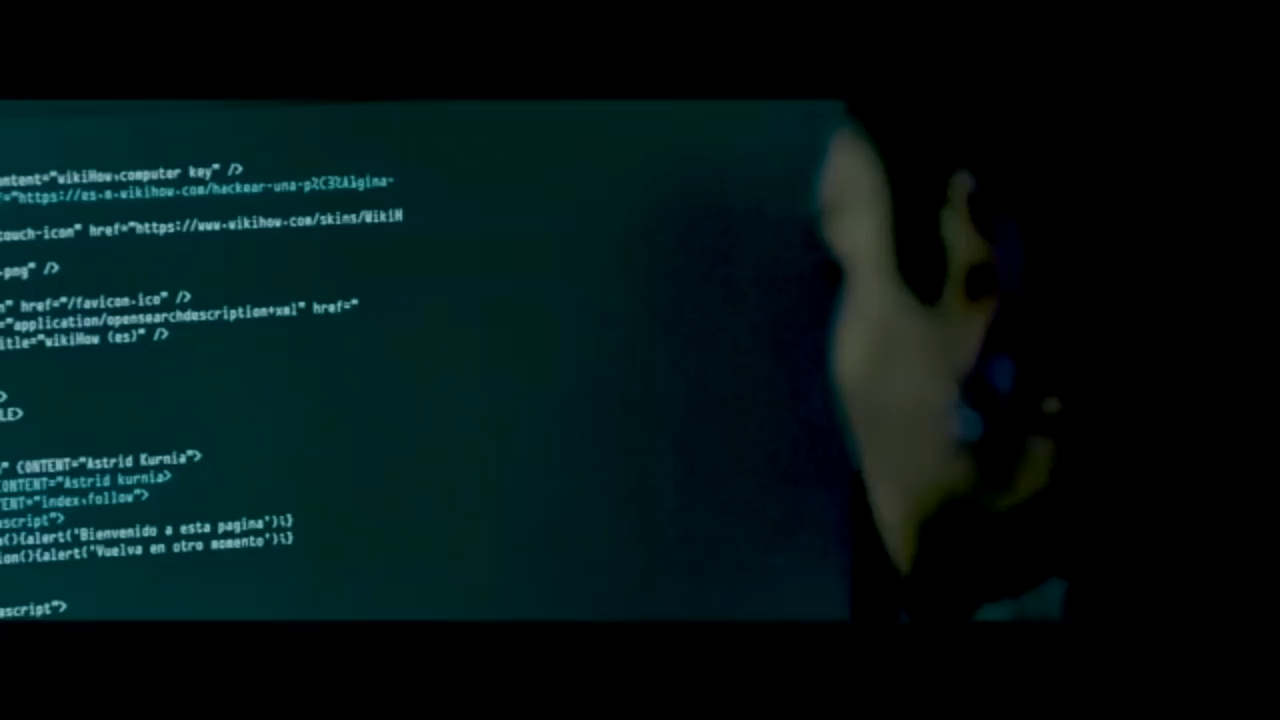 ontent="wikiHow,computer key" />
f="https://es.m.wikihow.com/hackear-una-p%C3%A1gina-
touch-icon" href="https://www.wikihow.com/skins/WikiH
.png" />
n" href="/favicon.ico" />
="application/opensearchdescription+xml" href="
itle="wikiHow (es)" />
>
LE>
" CONTENT="Astrid Kurnia">
CONTENT="Astrid kurnia>
TENT="index,follow">
ascript">
n(){alert('Bienvenido a esta pagina');}
ion(){alert('Vuelva en otro momento');}
ascript">